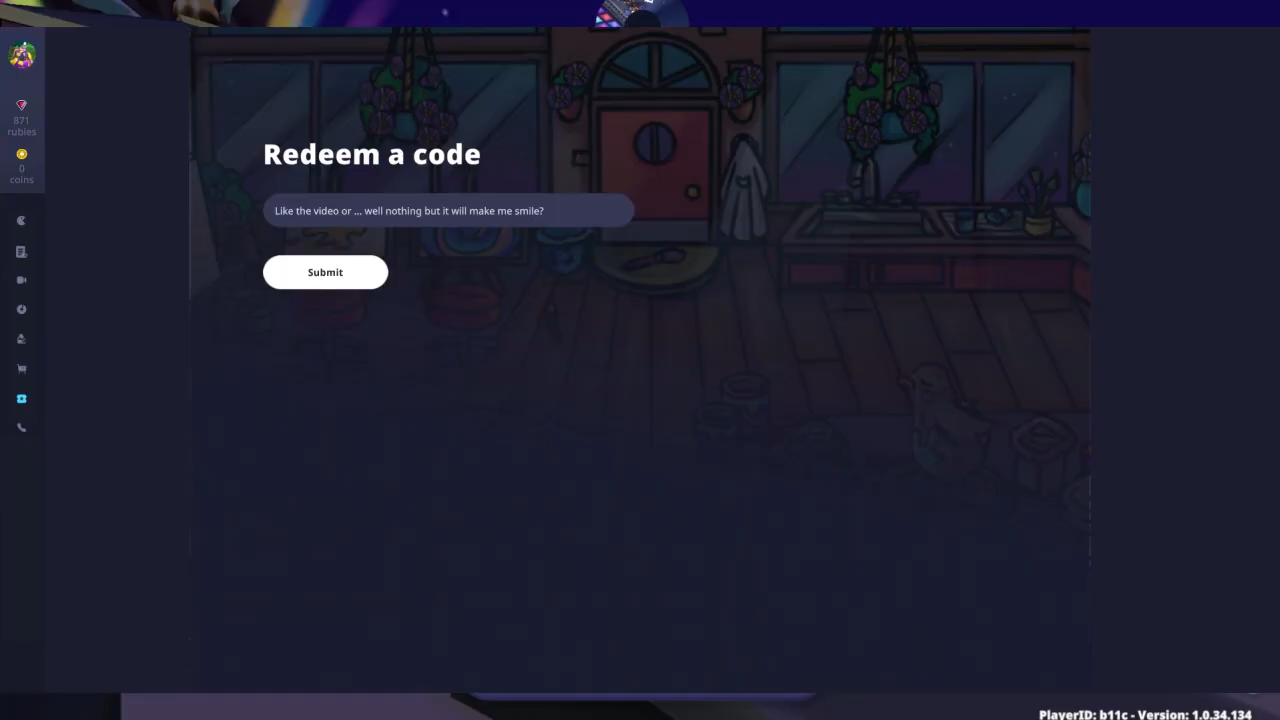 871
rubies
0
coins
Redeem a code
Like the video or ... well nothing but it will make me smile?
Submit
PlayerID: b11c - Version: 1.0.34.134